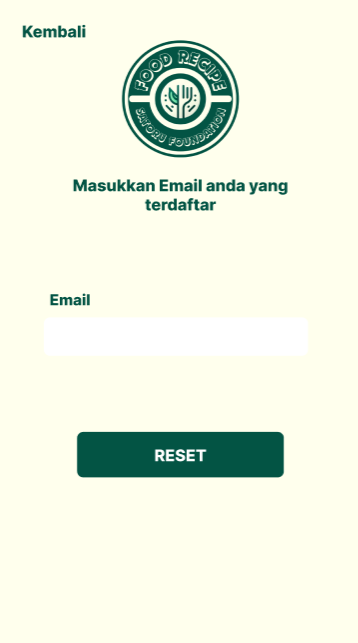 Kembali
FOOD RECIPE
SATORU FOUNDATION
Masukkan Email anda yang
terdaftar
Email
RESET